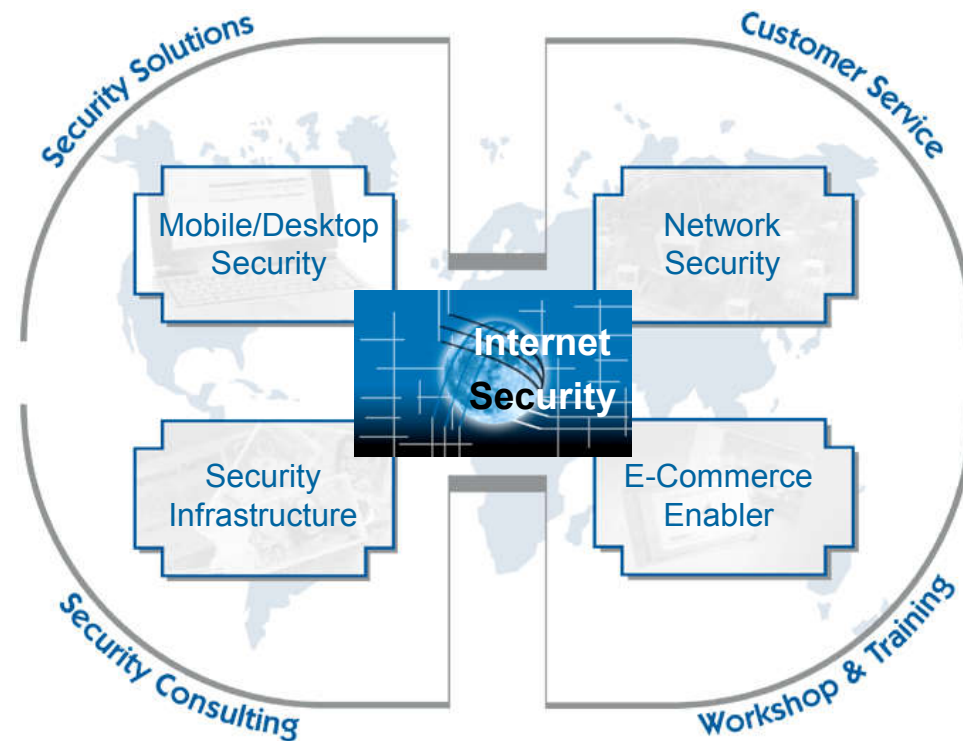 Security Solutions
Customer Service
Mobile/Desktop
Security
Network
Security
Internet
Security
Security
Infrastructure
E-Commerce
Enabler
Security Consulting
Workshop & Training